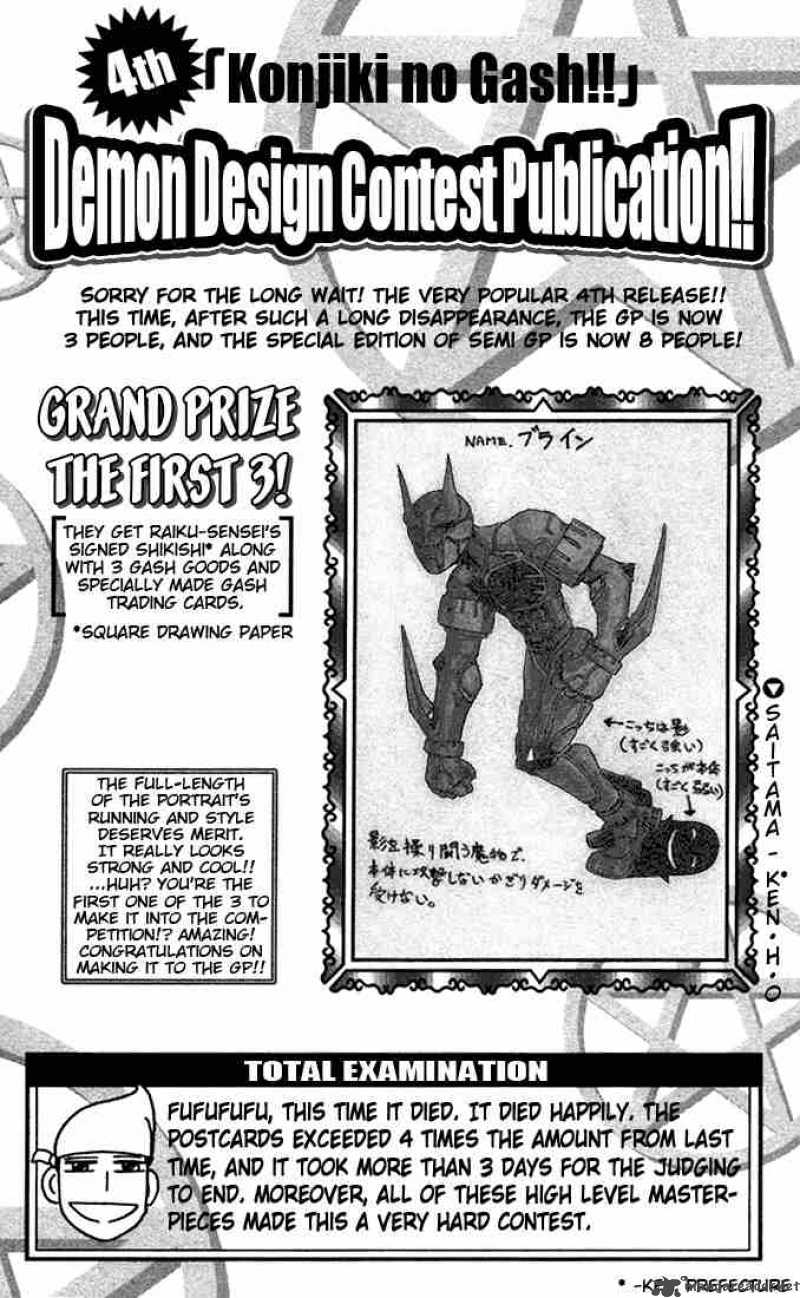 4th
「Konjiki no Gash!!」
Demon Design Contest Publication!!
SORRY FOR THE LONG WAIT! THE VERY POPULAR 4TH RELEASE!!
THIS TIME, AFTER SUCH A LONG DISAPPEARANCE, THE GP IS NOW
3 PEOPLE, AND THE SPECIAL EDITION OF SEMI GP IS NOW 8 PEOPLE!
GRAND PRIZE
THE FIRST 3!
THEY GET RAIKU-SENSEI'S
SIGNED SHIKISHI* ALONG
WITH 3 GASH GOODS AND
SPECIALLY MADE GASH
TRADING CARDS.
*SQUARE DRAWING PAPER
THE FULL-LENGTH
OF THE PORTRAIT'S
RUNNING AND STYLE
DESERVES MERIT.
IT REALLY LOOKS
STRONG AND COOL!!
...HUH? YOU'RE THE
FIRST ONE OF THE 3 TO
MAKE IT INTO THE COM-
PETITION!? AMAZING!
CONGRATULATIONS ON
MAKING IT TO THE GP!!
NAME. ブライン
←こっちは影
(すごく強い)
こっちが本体
(すごく弱い)
影を操り闘う魔物で、
本体に攻撃しないかぎりダメージを
受けない。
SAITAMA-KEN*・H・O
TOTAL EXAMINATION
FUFUFUFU, THIS TIME IT DIED. IT DIED HAPPILY. THE
POSTCARDS EXCEEDED 4 TIMES THE AMOUNT FROM LAST
TIME, AND IT TOOK MORE THAN 3 DAYS FOR THE JUDGING
TO END. MOREOVER, ALL OF THESE HIGH LEVEL MASTER-
PIECES MADE THIS A VERY HARD CONTEST.
* -KEN: PREFECTURE